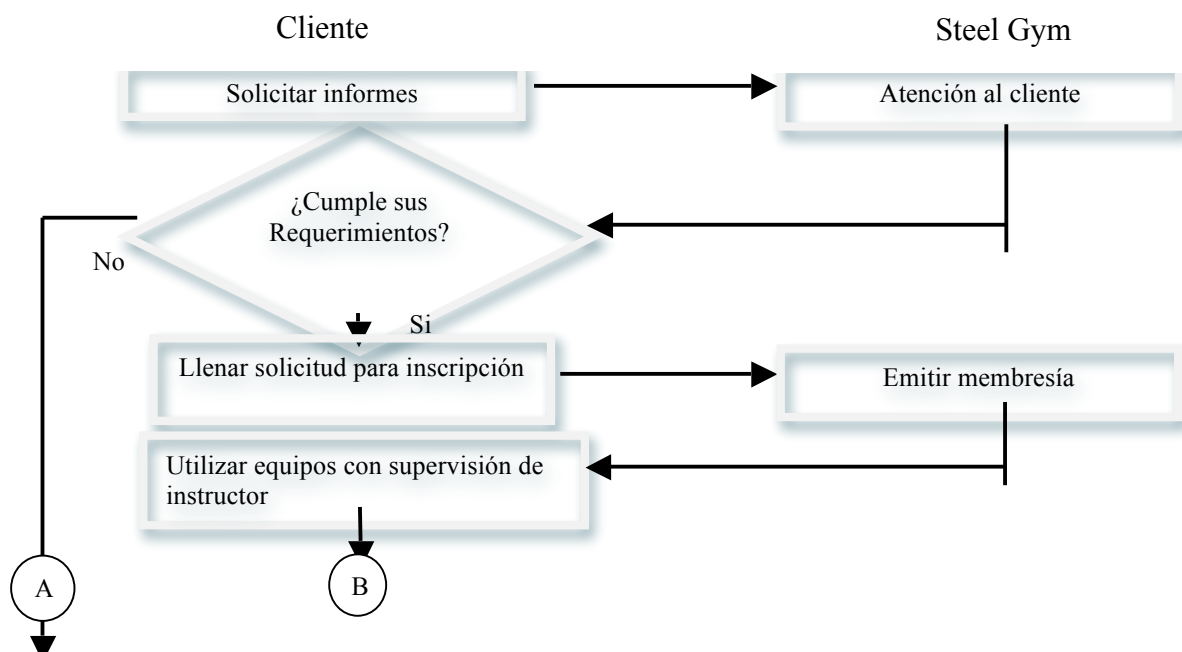 Cliente
Steel Gym
Solicitar informes
Atención al cliente
¿Cumple sus
Requerimientos?
No
Si
Llenar solicitud para inscripción
Emitir membresía
Utilizar equipos con supervisión de
instructor
A
B